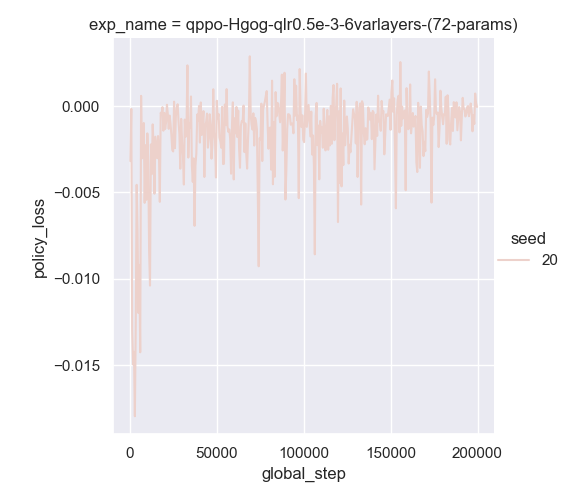 exp_name = qppo-Hgog-qlr0.5e-3-6varlayers-(72-params)
0.000
−0.005
−0.010
−0.015
policy_loss
0 50000 100000 150000 200000
global_step
seed
20